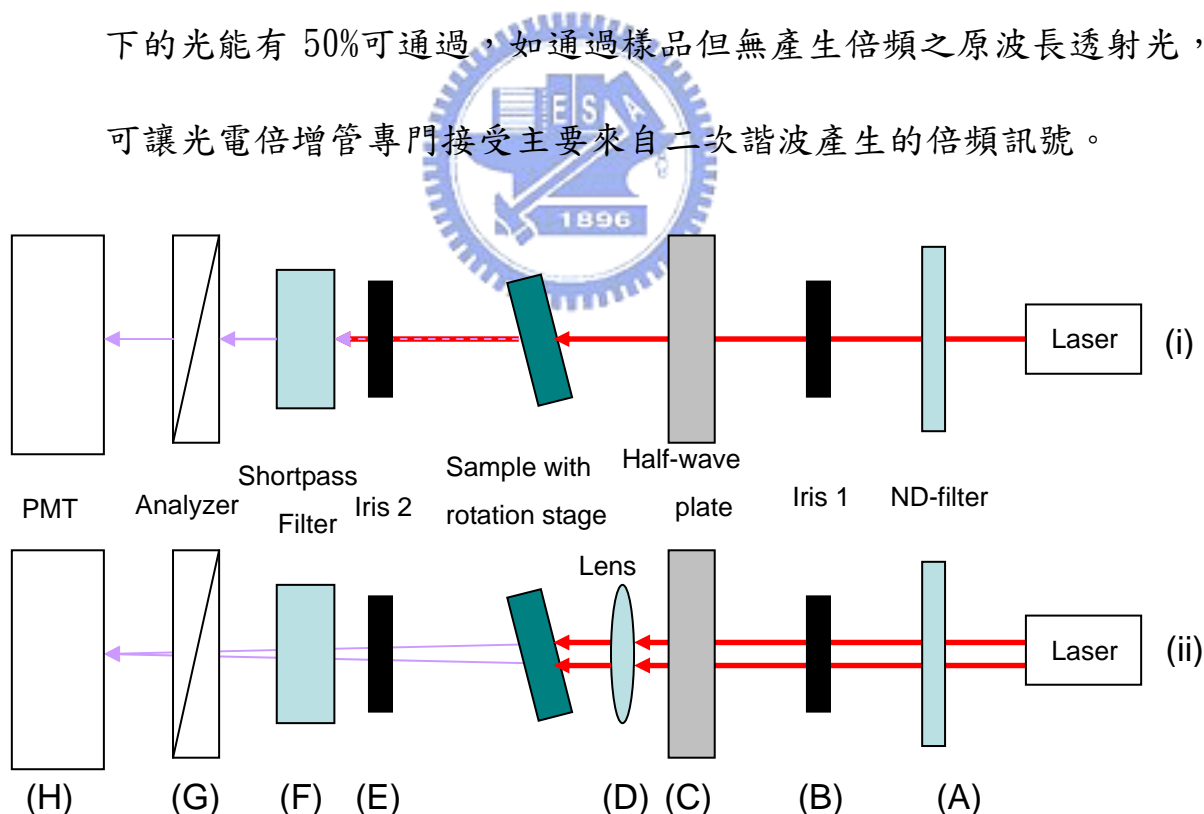 下的光能有 50%可通過，如通過樣品但無產生倍頻之原波長透射光，
可讓光電倍增管專門接受主要來自二次諧波產生的倍頻訊號。
E S A
1896
Laser (i)
PMT Analyzer Shortpass Filter Iris 2 Sample with rotation stage Half-wave plate Iris 1 ND-filter
Lens
Laser (ii)
(H) (G) (F) (E) (D) (C) (B) (A)